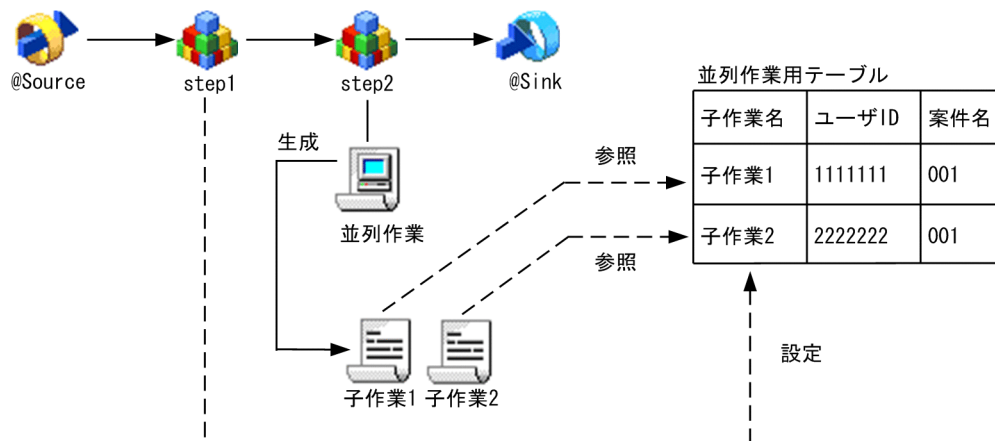 @Source
step1
step2
@Sink
並列作業用テーブル
子作業名 ユーザID 案件名
子作業1 1111111 001
子作業2 2222222 001
生成
並列作業
参照
参照
設定
子作業1 子作業2